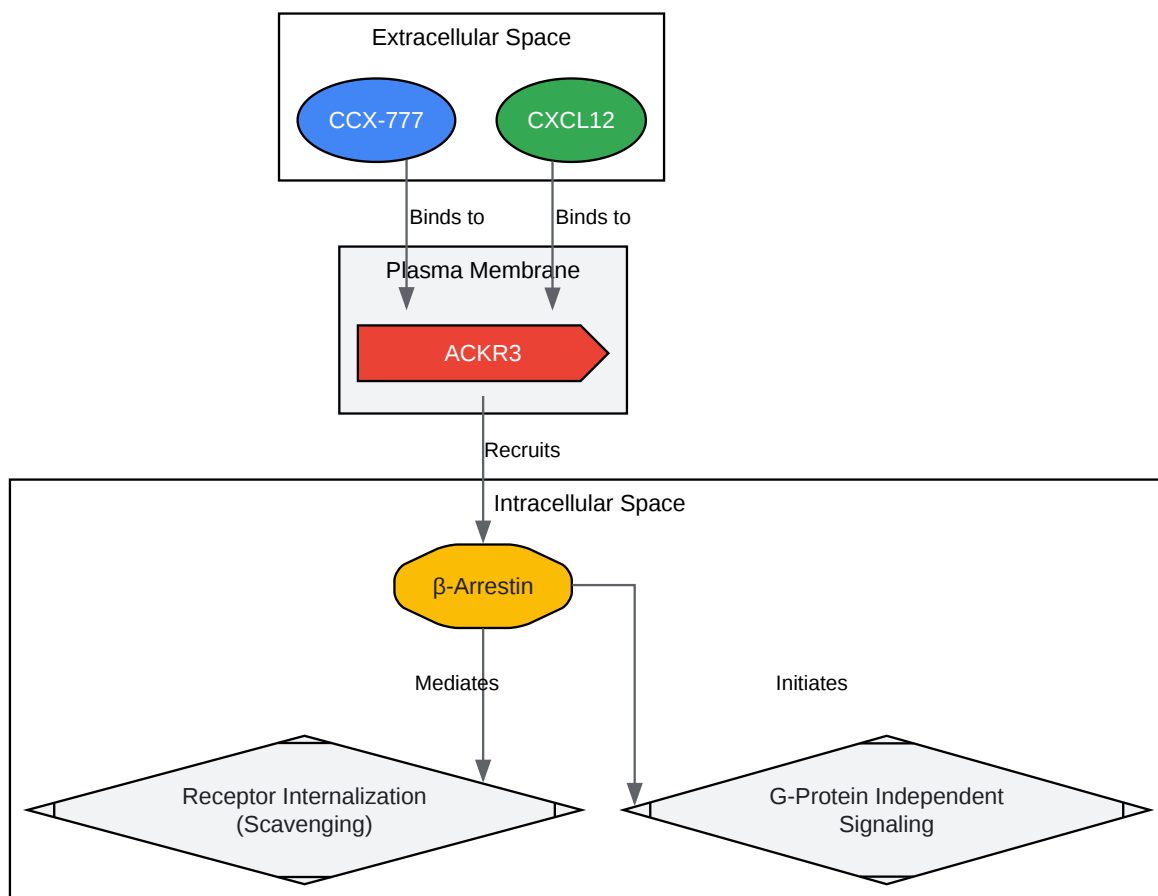 Extracellular Space
CCX-777
CXCL12
Binds to
Binds to
Plasma Membrane
ACKR3
Recruits
Intracellular Space
β-Arrestin
Mediates
Initiates
Receptor Internalization
(Scavenging)
G-Protein Independent
Signaling